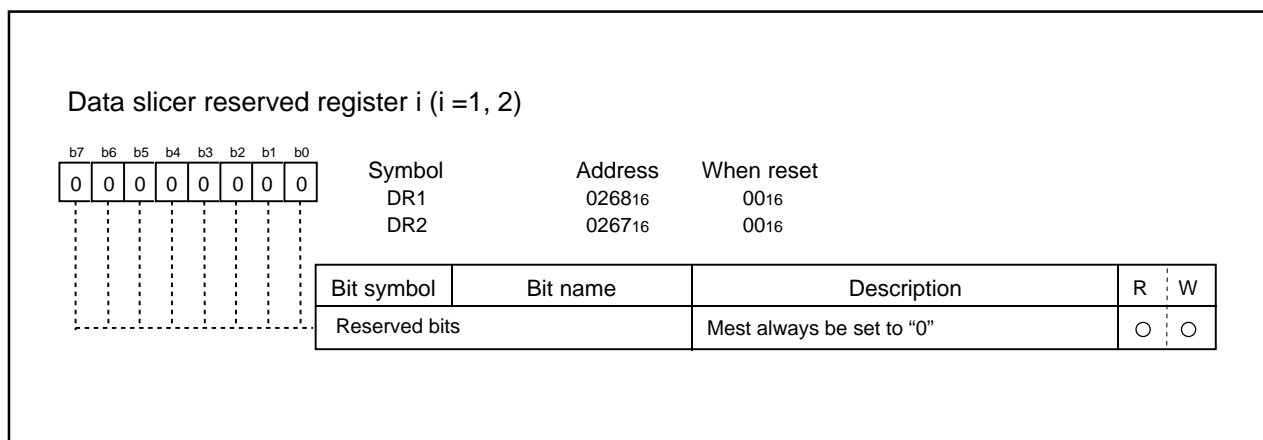 Data slicer reserved register i (i =1, 2)
b7 b6 b5 b4 b3 b2 b1 b0
0 0 0 0 0 0 0 0
Symbol Address When reset
DR1 026816 0016
DR2 026716 0016
Bit symbol Bit name Description R W
Reserved bits Mest always be set to “0” ○ ○